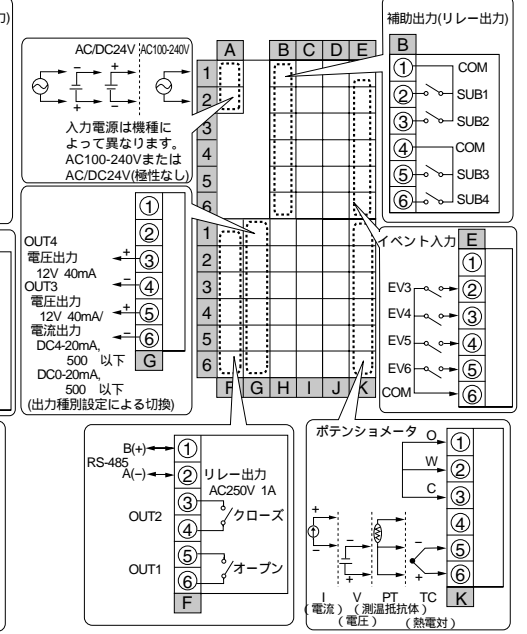 力)
AC/DC24V AC100-240V
入力電源は機種に
よって異なります。
AC100-240Vまたは
AC/DC24V(極性なし)
A B C D E
1
2
3
4
5
6
1
2
3
4
5
6
F G H I J K
補助出力(リレー出力)
B
① COM
② SUB1
③ SUB2
④ COM
⑤ SUB3
⑥ SUB4
①
②
③
④
⑤
⑥
G
OUT4
電圧出力
12V 40mA
OUT3
電圧出力
12V 40mA/
電流出力
DC4-20mA,
500 以下
DC0-20mA,
500 以下
(出力種別設定による切換)
イベント入力 E
①
EV3 ②
EV4 ③
EV5 ④
EV6 ⑤
COM ⑥
B(+) ①
RS-485
A(-) ②
リレー出力
AC250V 1A
③
OUT2 クローズ
④
⑤
OUT1 オープン
⑥
F
ポテンショメータ O ①
W ②
C ③
④
⑤
⑥
I V PT TC K
(電流) (測温抵抗体)
(電圧) (熱電対)